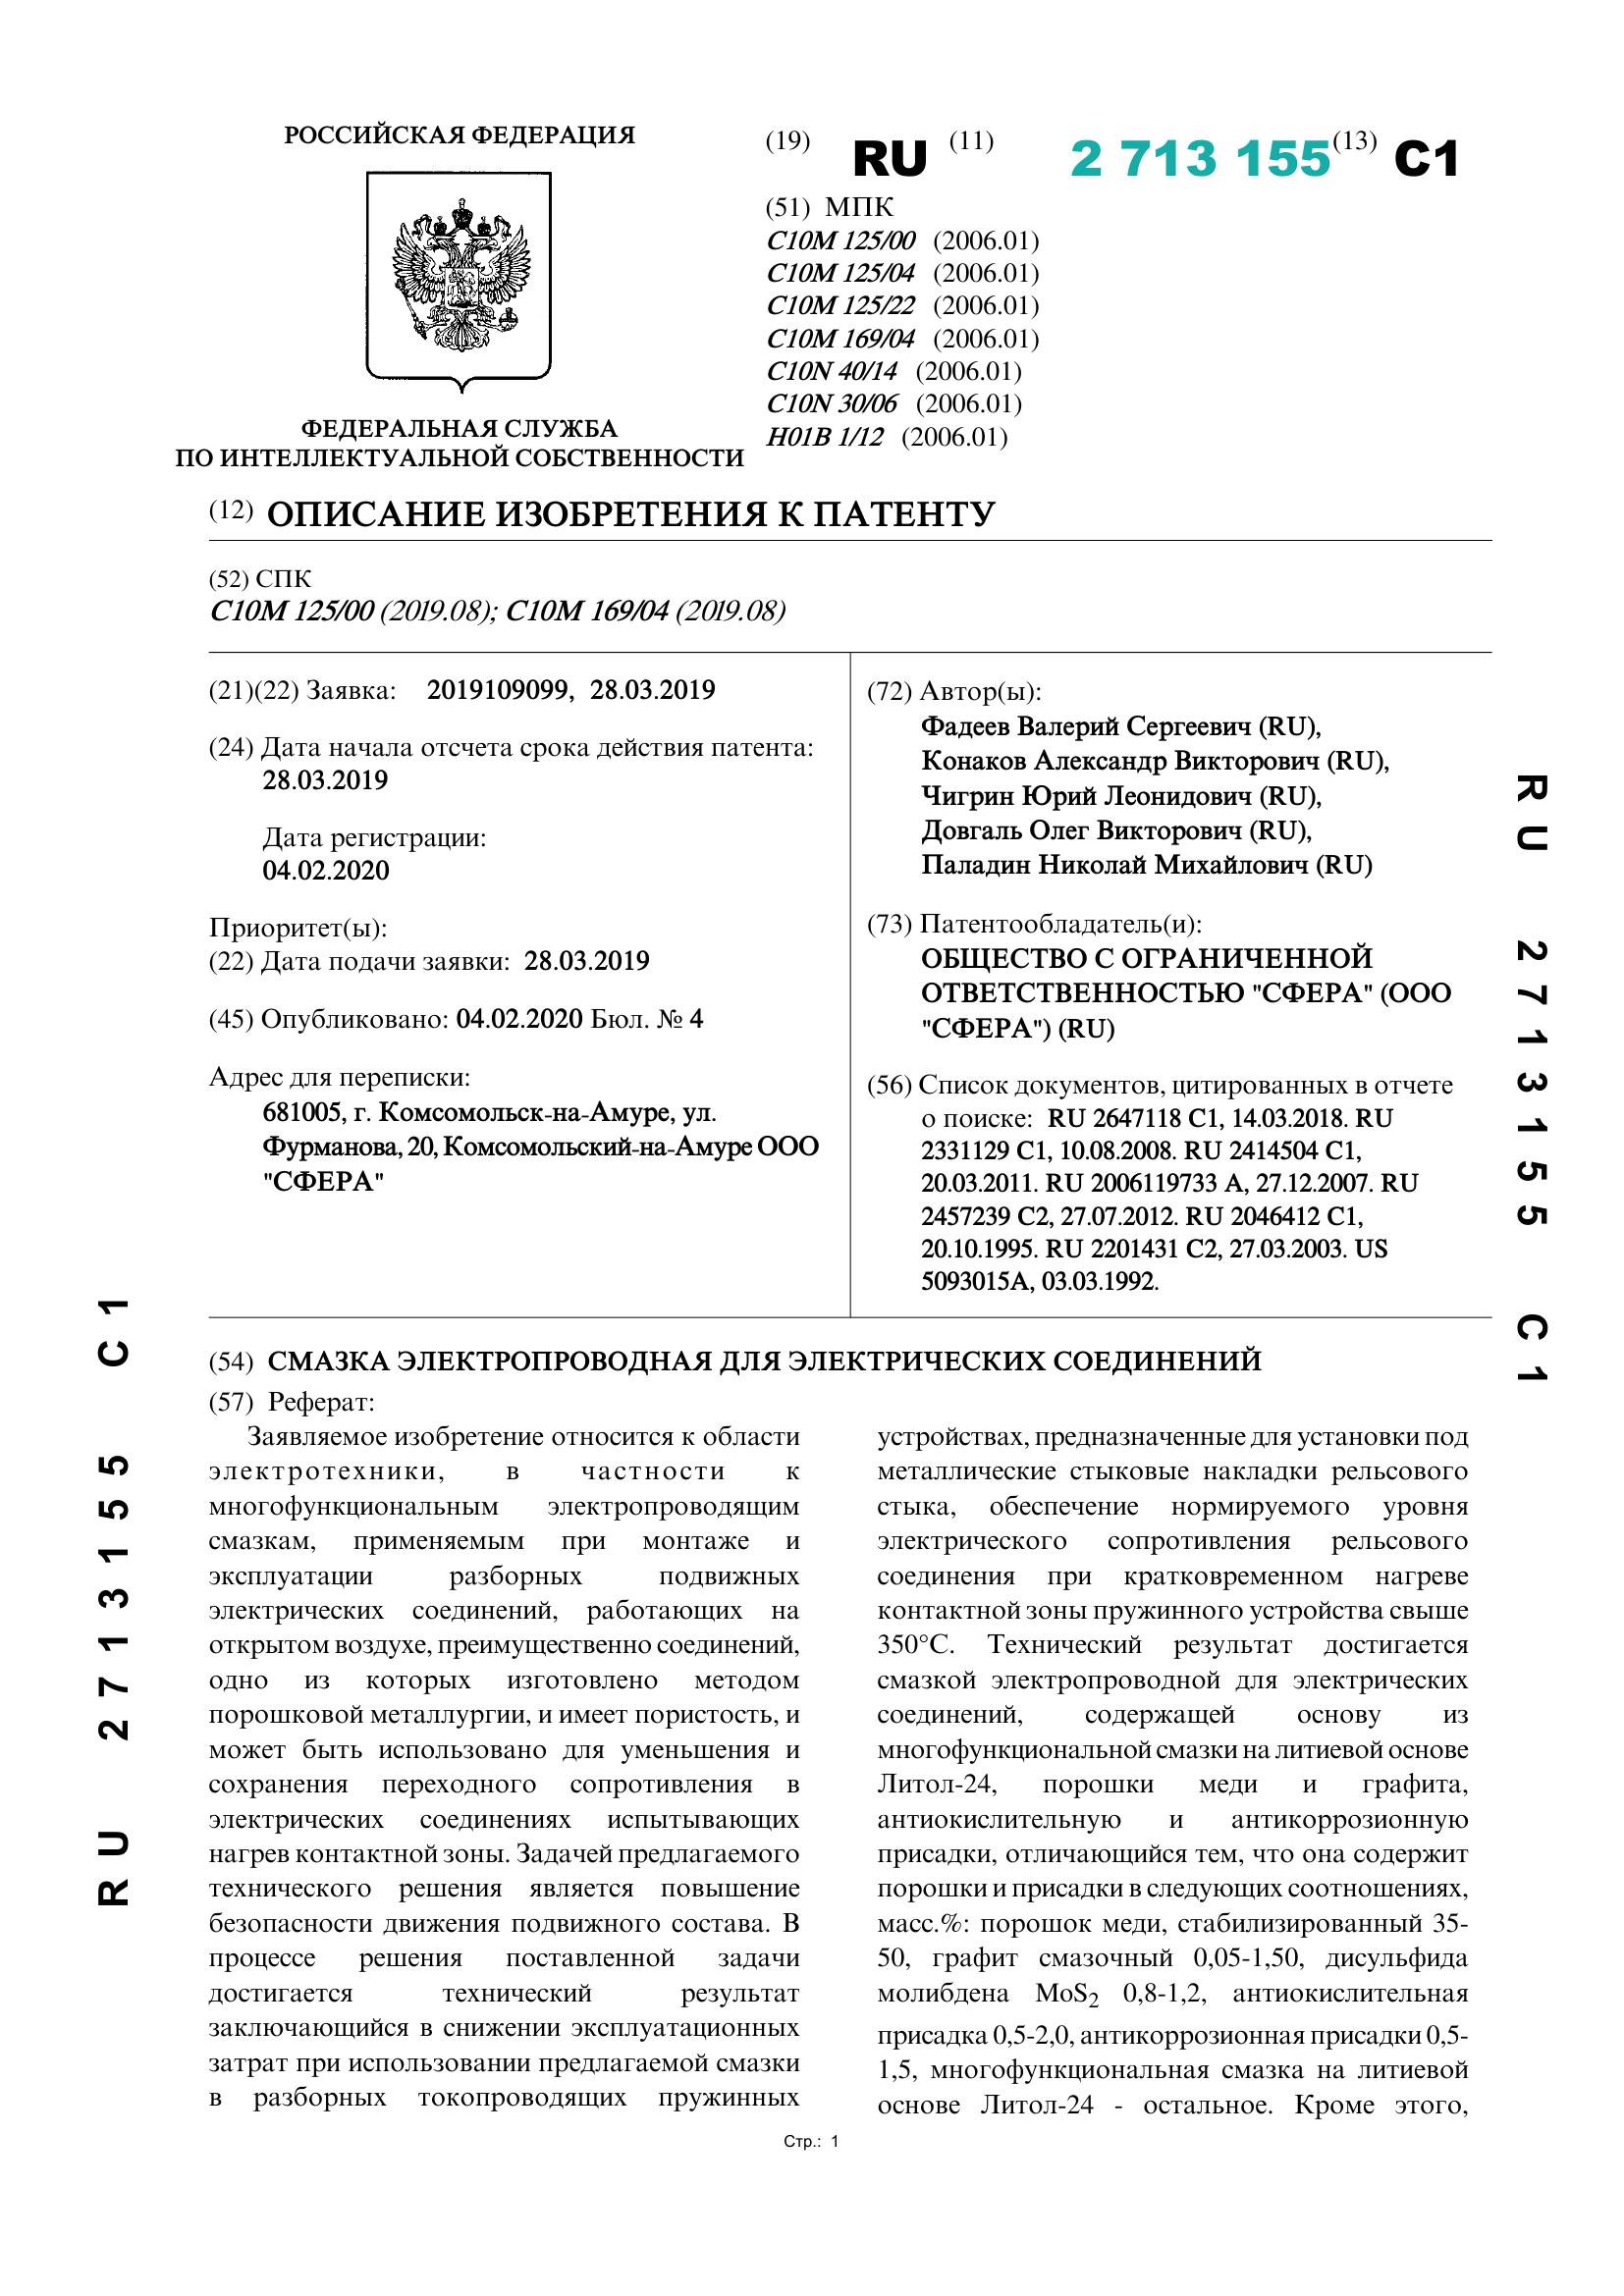 РОССИЙСКАЯ ФЕДЕРАЦИЯ
ФЕДЕРАЛЬНАЯ СЛУЖБА
ПО ИНТЕЛЛЕКТУАЛЬНОЙ СОБСТВЕННОСТИ
(19) RU (11) 2 713 155 (13) C1
(51) МПК
C10M 125/00 (2006.01)
C10M 125/04 (2006.01)
C10M 125/22 (2006.01)
C10M 169/04 (2006.01)
C10N 40/14 (2006.01)
C10N 30/06 (2006.01)
H01B 1/12 (2006.01)
(12) ОПИСАНИЕ ИЗОБРЕТЕНИЯ К ПАТЕНТУ
(52) СПК
C10M 125/00 (2019.08); C10M 169/04 (2019.08)
(21)(22) Заявка: 2019109099, 28.03.2019
(24) Дата начала отсчета срока действия патента:
28.03.2019
Дата регистрации:
04.02.2020
Приоритет(ы):
(22) Дата подачи заявки: 28.03.2019
(45) Опубликовано: 04.02.2020 Бюл. № 4
Адрес для переписки:
681005, г. Комсомольск-на-Амуре, ул.
Фурманова, 20, Комсомольский-на-Амуре ООО
"СФЕРА"
(72) Автор(ы):
Фадеев Валерий Сергеевич (RU),
Конаков Александр Викторович (RU),
Чигрин Юрий Леонидович (RU),
Довгаль Олег Викторович (RU),
Паладин Николай Михайлович (RU)
(73) Патентообладатель(и):
ОБЩЕСТВО С ОГРАНИЧЕННОЙ
ОТВЕТСТВЕННОСТЬЮ "СФЕРА" (ООО
"СФЕРА") (RU)
(56) Список документов, цитированных в отчете
о поиске: RU 2647118 C1, 14.03.2018. RU
2331129 C1, 10.08.2008. RU 2414504 C1,
20.03.2011. RU 2006119733 A, 27.12.2007. RU
2457239 C2, 27.07.2012. RU 2046412 C1,
20.10.1995. RU 2201431 C2, 27.03.2003. US
5093015A, 03.03.1992.
(54) СМАЗКА ЭЛЕКТРОПРОВОДНАЯ ДЛЯ ЭЛЕКТРИЧЕСКИХ СОЕДИНЕНИЙ
(57) Реферат:
Заявляемое изобретение относится к области
электротехники, в частности к
многофункциональным электропроводящим
смазкам, применяемым при монтаже и
эксплуатации разборных подвижных
электрических соединений, работающих на
открытом воздухе, преимущественно соединений,
одно из которых изготовлено методом
порошковой металлургии, и имеет пористость, и
может быть использовано для уменьшения и
сохранения переходного сопротивления в
электрических соединениях испытывающих
нагрев контактной зоны. Задачей предлагаемого
технического решения является повышение
безопасности движения подвижного состава. В
процессе решения поставленной задачи
достигается технический результат
заключающийся в снижении эксплуатационных
затрат при использовании предлагаемой смазки
в разборных токопроводящих пружинных
устройствах, предназначенные для установки под
металлические стыковые накладки рельсового
стыка, обеспечение нормируемого уровня
электрического сопротивления рельсового
соединения при кратковременном нагреве
контактной зоны пружинного устройства свыше
350°С. Технический результат достигается
смазкой электропроводной для электрических
соединений, содержащей основу из
многофункциональной смазки на литиевой основе
Литол-24, порошки меди и графита,
антиокислительную и антикоррозионную
присадки, отличающийся тем, что она содержит
порошки и присадки в следующих соотношениях,
масс.%: порошок меди, стабилизированный 35-
50, графит смазочный 0,05-1,50, дисульфида
молибдена MoS2 0,8-1,2, антиокислительная
присадка 0,5-2,0, антикоррозионная присадки 0,5-
1,5, многофункциональная смазка на литиевой
основе Литол-24 - остальное. Кроме этого,
Стр.: 1
RU 2713155 C1
RU 2713155 C1